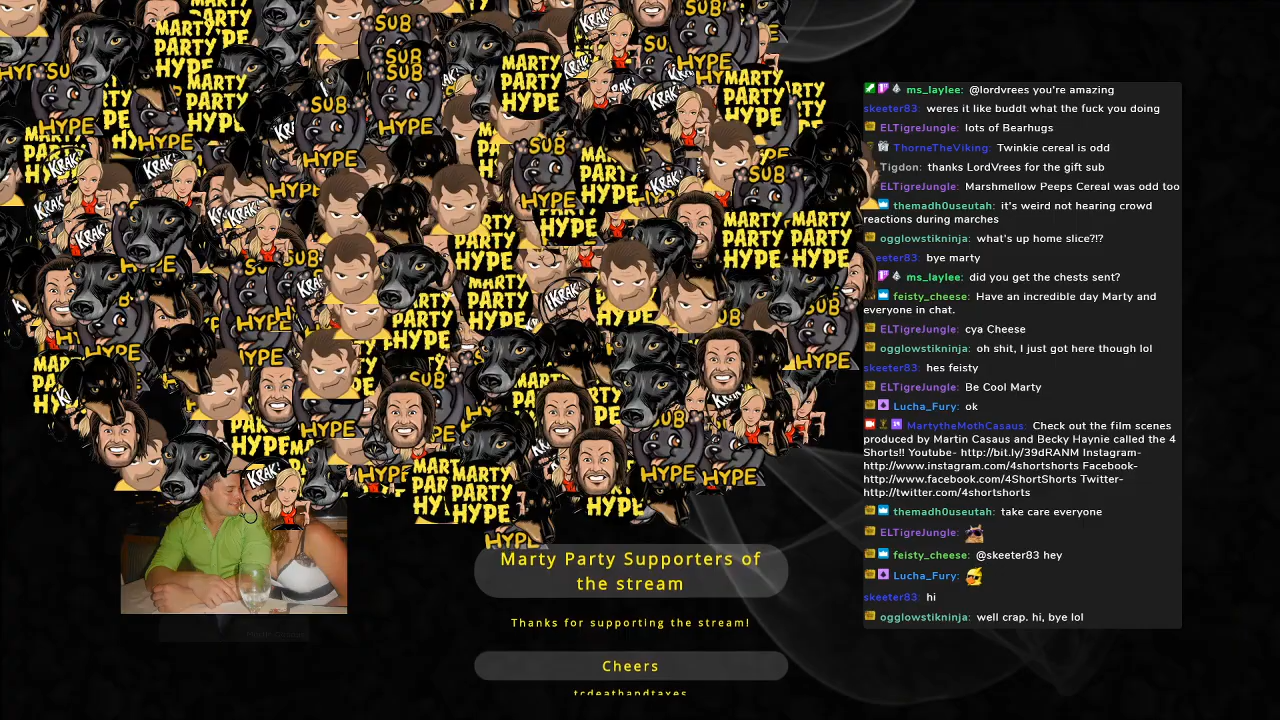 MARTY
PARTY
HYPE
SUB
HYPE
KRAK!
ms_laylee: @lordvrees you're amazing
skeeter83: weres it like buddt what the fuck you doing
ELTigreJungle: lots of Bearhugs
ThorneTheViking: Twinkie cereal is odd
Tigdon: thanks LordVrees for the gift sub
ELTigreJungle: Marshmellow Peeps Cereal was odd too
themadh0useutah: it's weird not hearing crowd
reactions during marches
ogglowstikninja: what's up home slice?!?
eeter83: bye marty
ms_laylee: did you get the chests sent?
feisty_cheese: Have an incredible day Marty and
everyone in chat.
ELTigreJungle: cya Cheese
ogglowstikninja: oh shit, I just got here though lol
skeeter83: hes feisty
ELTigreJungle: Be Cool Marty
Lucha_Fury: ok
MartytheMothCasaus: Check out the film scenes
produced by Martin Casaus and Becky Haynie called the 4
Shorts!! Youtube- http://bit.ly/39dRANM Instagram-
http://www.instagram.com/4shortshorts Facebook-
http://www.facebook.com/4ShortShorts Twitter-
http://twitter.com/4shortshorts
themadh0useutah: take care everyone
ELTigreJungle:
feisty_cheese: @skeeter83 hey
Lucha_Fury:
skeeter83: hi
ogglowstikninja: well crap. hi, bye lol
Marty Party Supporters of
the stream
Thanks for supporting the stream!
Cheers
tcdeathandtaxes